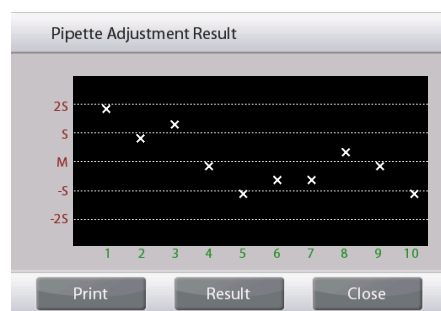 Pipette Adjustment Result
2S
S
M
-S
-2S
1 2 3 4 5 6 7 8 9 10
Print Result Close